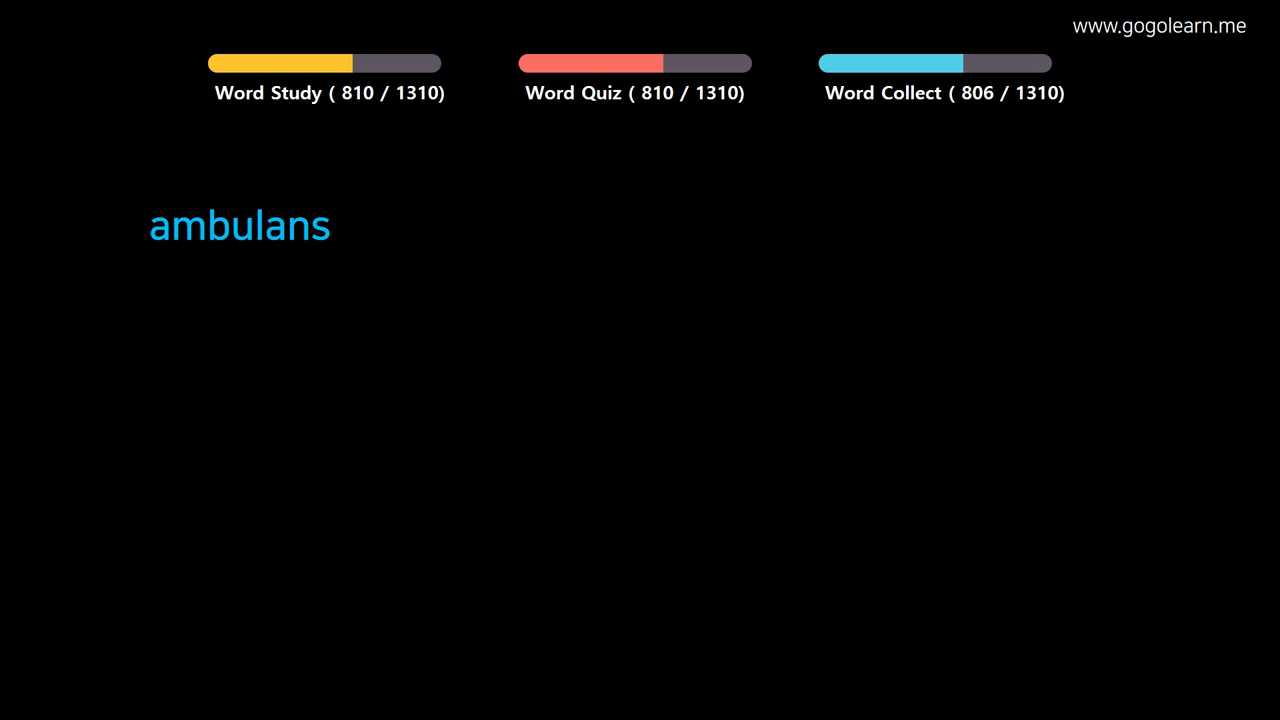 www.gogolearn.me
Word Study ( 810 / 1310)
Word Quiz ( 810 / 1310)
Word Collect ( 806 / 1310)
ambulans